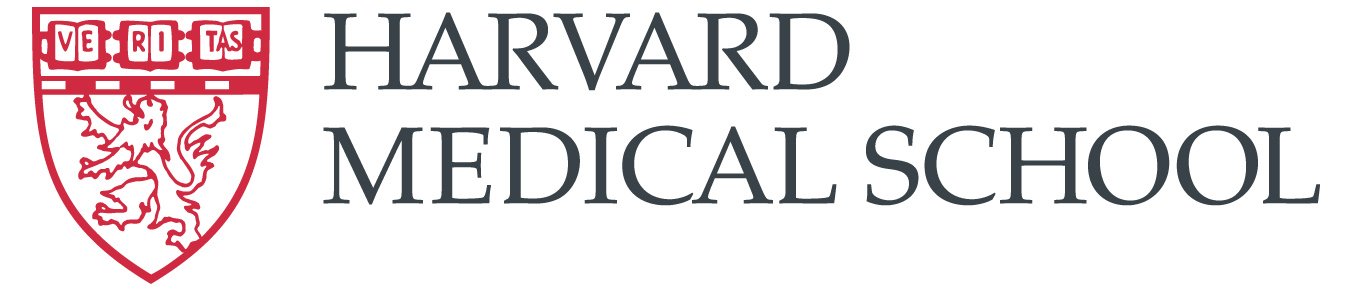 VE RI TAS
HARVARD
MEDICAL SCHOOL